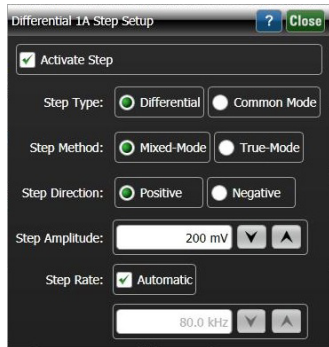 Differential 1A Step Setup ? Close
Activate Step
Step Type: Differential Common Mode
Step Method: Mixed-Mode True-Mode
Step Direction: Positive Negative
Step Amplitude: 200 mV
Step Rate: Automatic
80.0 kHz